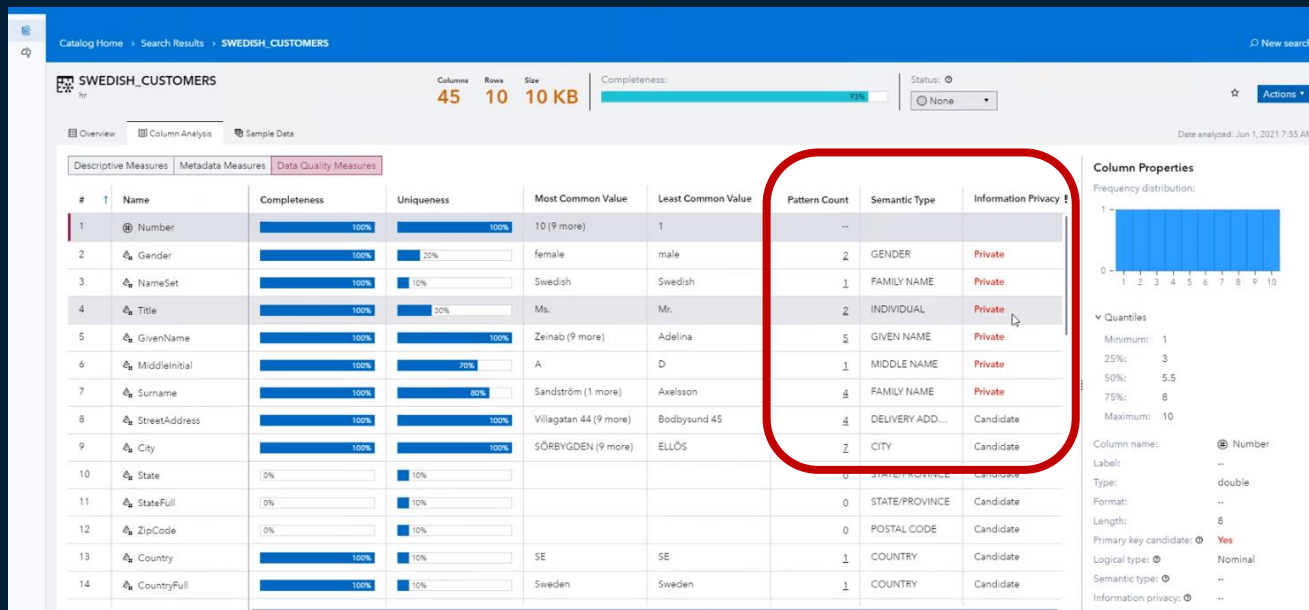 Catalog Home > Search Results > SWEDISH_CUSTOMERS
New search
SWEDISH_CUSTOMERS
hr
Columns Rows Size
45 10 10 KB
Completeness:
93%
Status:
None
Actions
Overview Column Analysis Sample Data
Date analyzed: Jun 1, 2021 7:55 AM
Descriptive Measures Metadata Measures Data Quality Measures
# ↑ Name Completeness Uniqueness Most Common Value Least Common Value Pattern Count Semantic Type Information Privacy
1 Number 100% 100% 10 (9 more) 1 --
2 Gender 100% 20% female male 2 GENDER Private
3 NameSet 100% 10% Swedish Swedish 1 FAMILY NAME Private
4 Title 100% 30% Ms. Mr. 2 INDIVIDUAL Private
5 GivenName 100% 100% Zeinab (9 more) Adelina 5 GIVEN NAME Private
6 MiddleInitial 100% 70% A D 1 MIDDLE NAME Private
7 Surname 100% 80% Sandström (1 more) Axelsson 4 FAMILY NAME Private
8 StreetAddress 100% 100% Villagatan 44 (9 more) Bodbysund 45 4 DELIVERY ADD... Candidate
9 City 100% 100% SÖRBYGDEN (9 more) ELLÖS 7 CITY Candidate
10 State 0% 10% 0 STATE/PROVINCE Candidate
11 StateFull 0% 10% 0 STATE/PROVINCE Candidate
12 ZipCode 0% 10% 0 POSTAL CODE Candidate
13 Country 100% 10% SE SE 1 COUNTRY Candidate
14 CountryFull 100% 10% Sweden Sweden 1 COUNTRY Candidate
Column Properties
Frequency distribution:
1
0
1 2 3 4 5 6 7 8 9 10
Quantiles
Minimum: 1
25%: 3
50%: 5.5
75%: 8
Maximum: 10
Column name: Number
Label: --
Type: double
Format: --
Length: 8
Primary key candidate: Yes
Logical type: Nominal
Semantic type: --
Information privacy: --